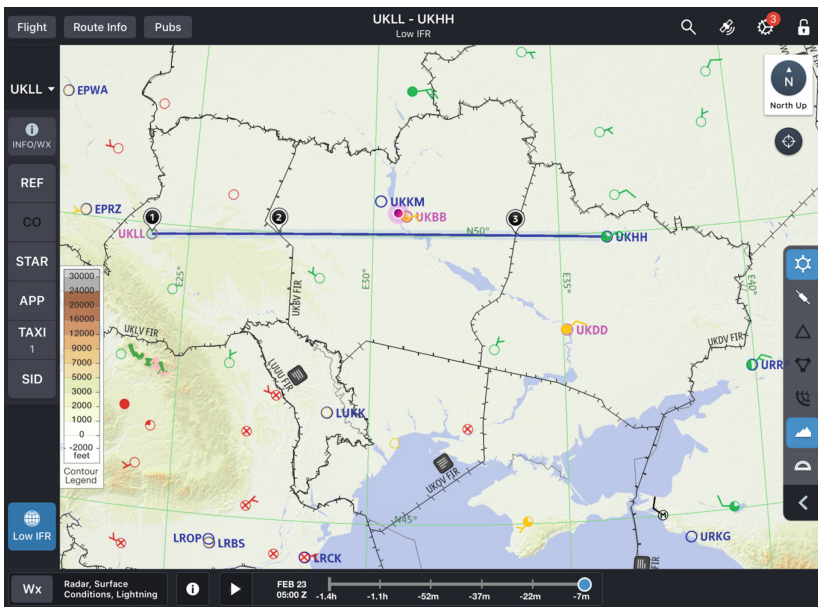 Flight
Route Info
Pubs
UKLL - UKHH
Low IFR
3
UKLL
INFO/WX
REF
CO
STAR
APP
TAXI
1
SID
Low IFR
N
North Up
EPWA
EPRZ
1
2
3
UKKM
UKBB
UKLL
N50°
UKHH
30000
24000
20000
16000
12000
9000
7000
6000
5000
3000
2000
1000
0
-2000
feet
Contour
Legend
E25°
E30°
E35°
E40°
UKBV FIR
UKLV FIR
UKDD
UKDV FIR
URRP
LUUU FIR
LUKK
UKOV FIR
N45°
M
LROP
LRBS
LRCK
URKG
FIR
Wx
Radar, Surface
Conditions, Lightning
FEB 23
05:00 Z
-1.4h
-1.1h
-52m
-37m
-22m
-7m